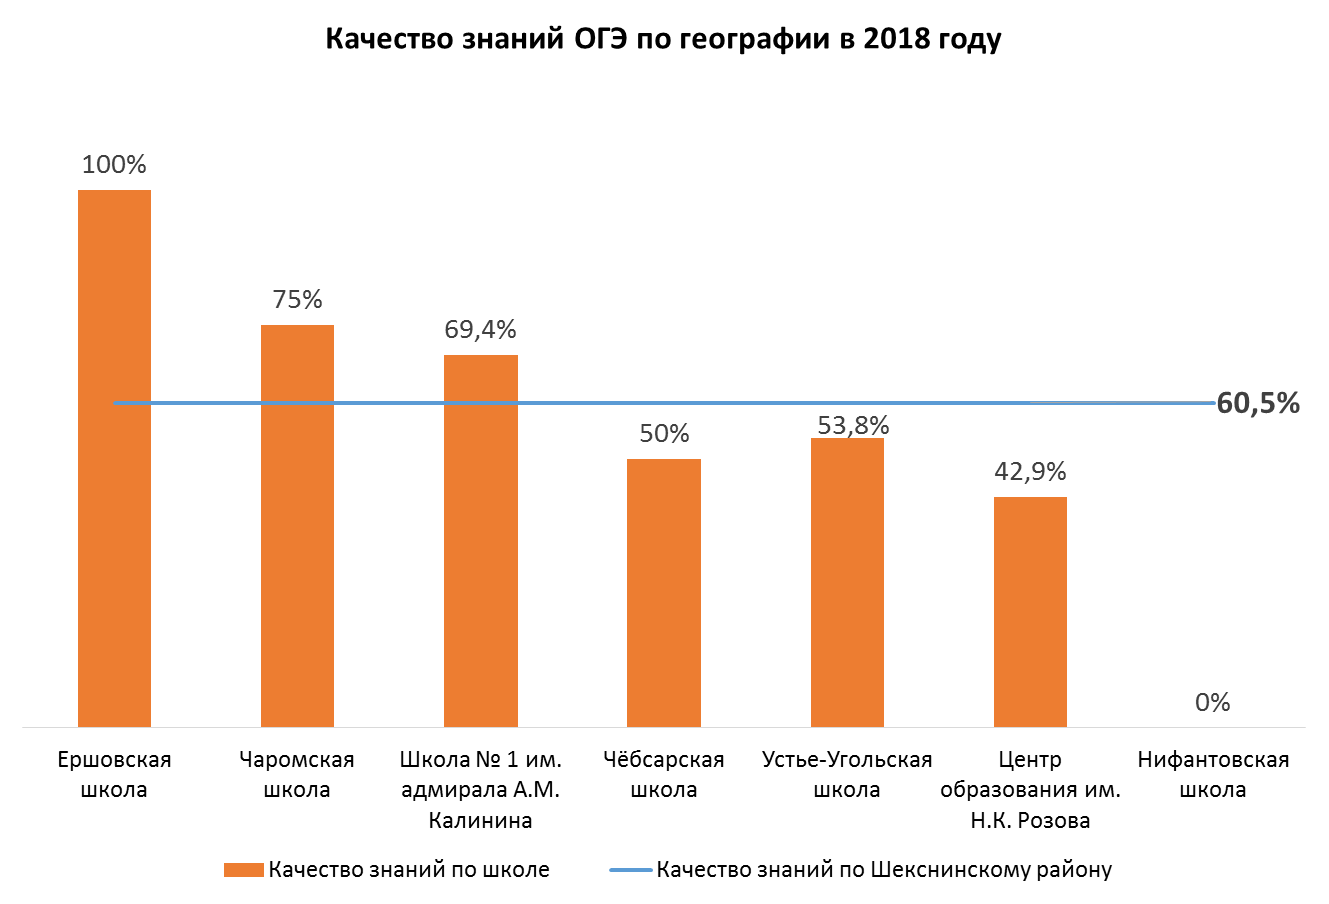 Качество знаний ОГЭ по географии в 2018 году
100%
75%
69,4%
60,5%
50%
53,8%
42,9%
0%
Ершовская
школа
Чаромская
школа
Школа № 1 им.
адмирала А.М.
Калинина
Чёбсарская
школа
Устье-Угольская
школа
Центр
образования им.
Н.К. Розова
Нифантовская
школа
Качество знаний по школе
Качество знаний по Шекснинскому району